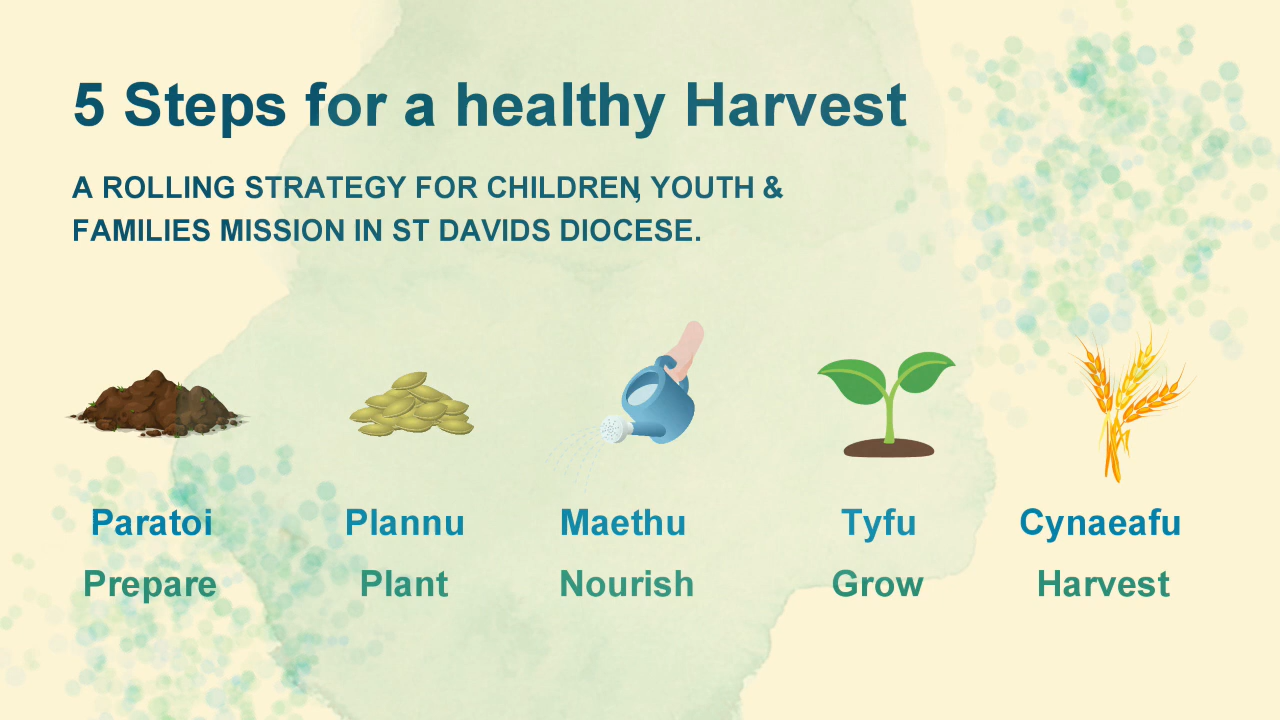 5 Steps for a healthy Harvest
A ROLLING STRATEGY FOR CHILDREN, YOUTH &
FAMILIES MISSION IN ST DAVIDS DIOCESE.
Paratoi Plannu Maethu Tyfu Cynaeafu
Prepare Plant Nourish Grow Harvest